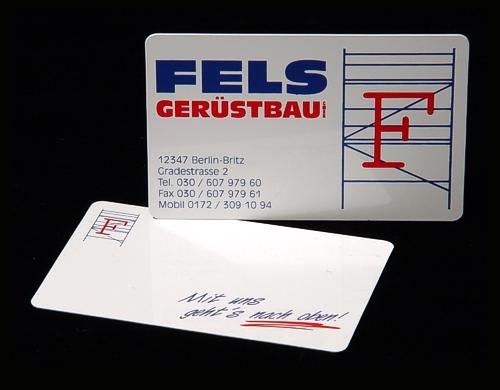 FELS
GERÜSTBAU
F
12347 Berlin-Britz
Gradestrasse 2
Tel. 030 / 607 979 60
Fax 030 / 607 979 61
Mobil 0172 / 309 10 94
F
Mit uns
geht's nach oben!